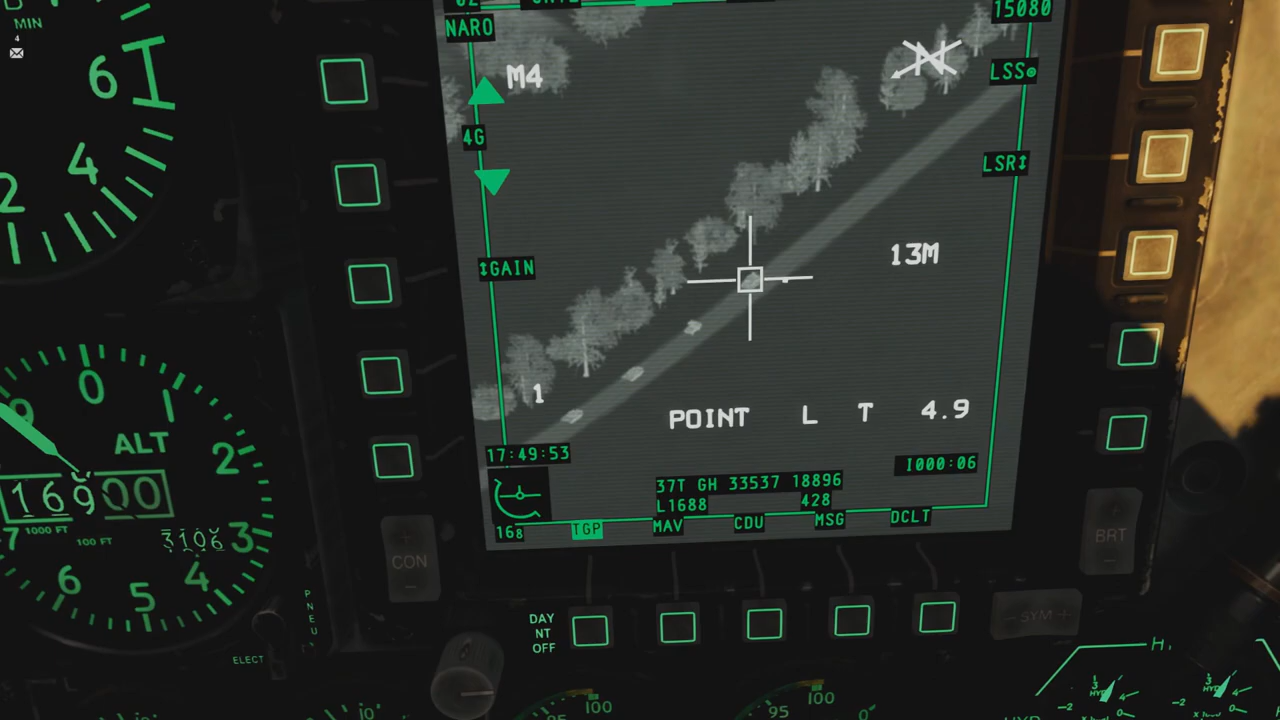 MIN
4
6
4
2
NARO
15080
M4
LSS
4G
LSR↕
↕GAIN
13M
1
POINT L T 4.9
17:49:53
I000:06
37T GH 33537 18896
L1688 428
168
TGP MAV CDU MSG DCLT
0
1
ALT
2
16900
1000 FT
100 FT
3106
3
7
6
5
4
CON
BRT
PNEU
ELECT
DAY
NT
OFF
- SYM +
100
95
100
95
HYD